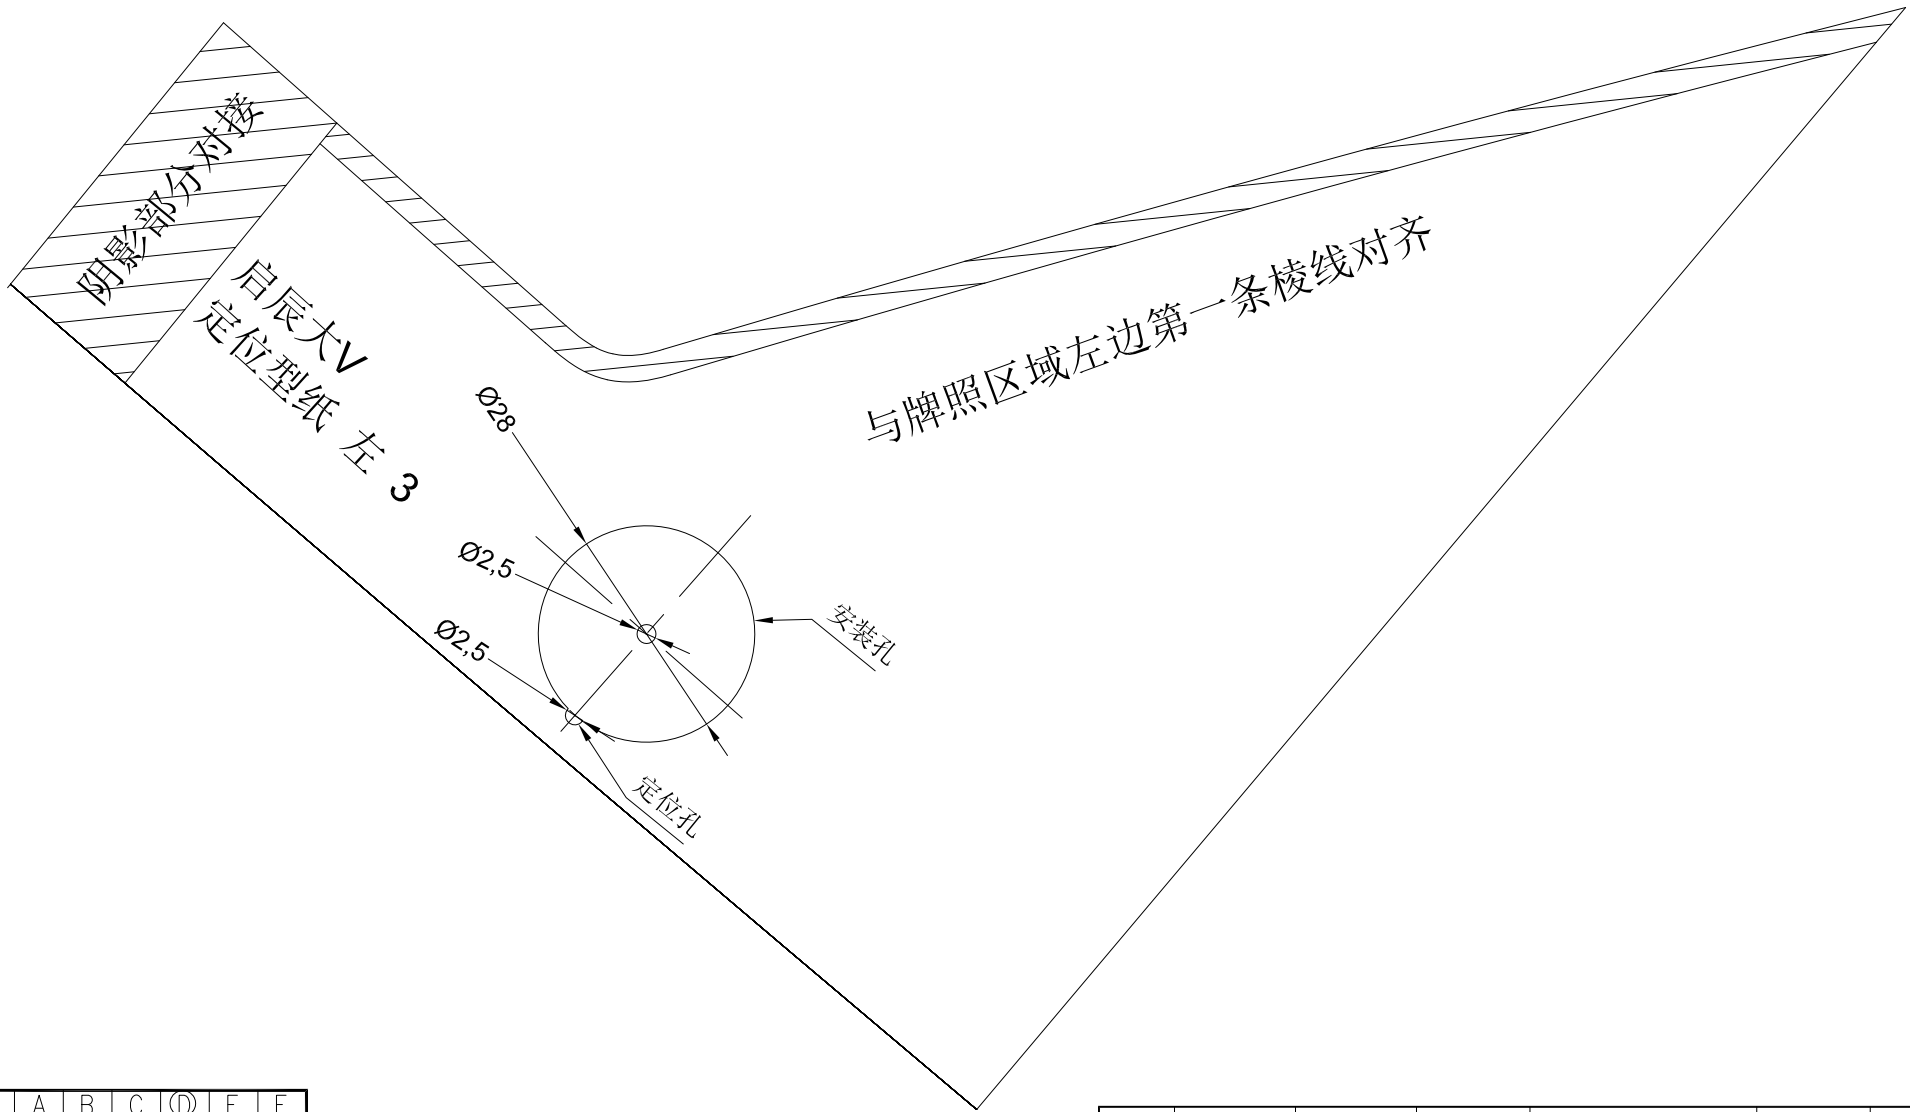 阴影部分对接
启辰大V
定位型纸 左 3
与牌照区域左边第一条棱线对齐
Ø28
Ø2,5
Ø2,5
安装孔
定位孔
A B C D E F